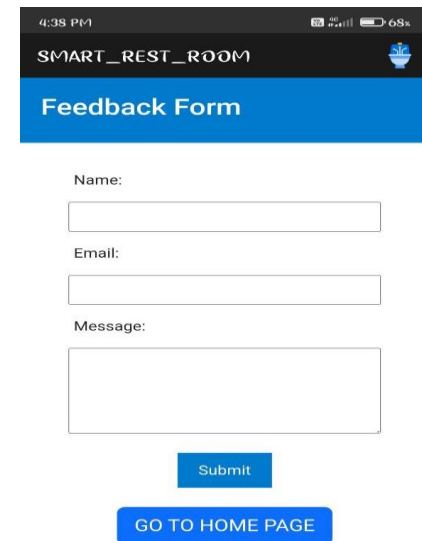 4:38 PM 68%
SMART_REST_ROOM
Feedback Form
Name:
Email:
Message:
Submit
GO TO HOME PAGE